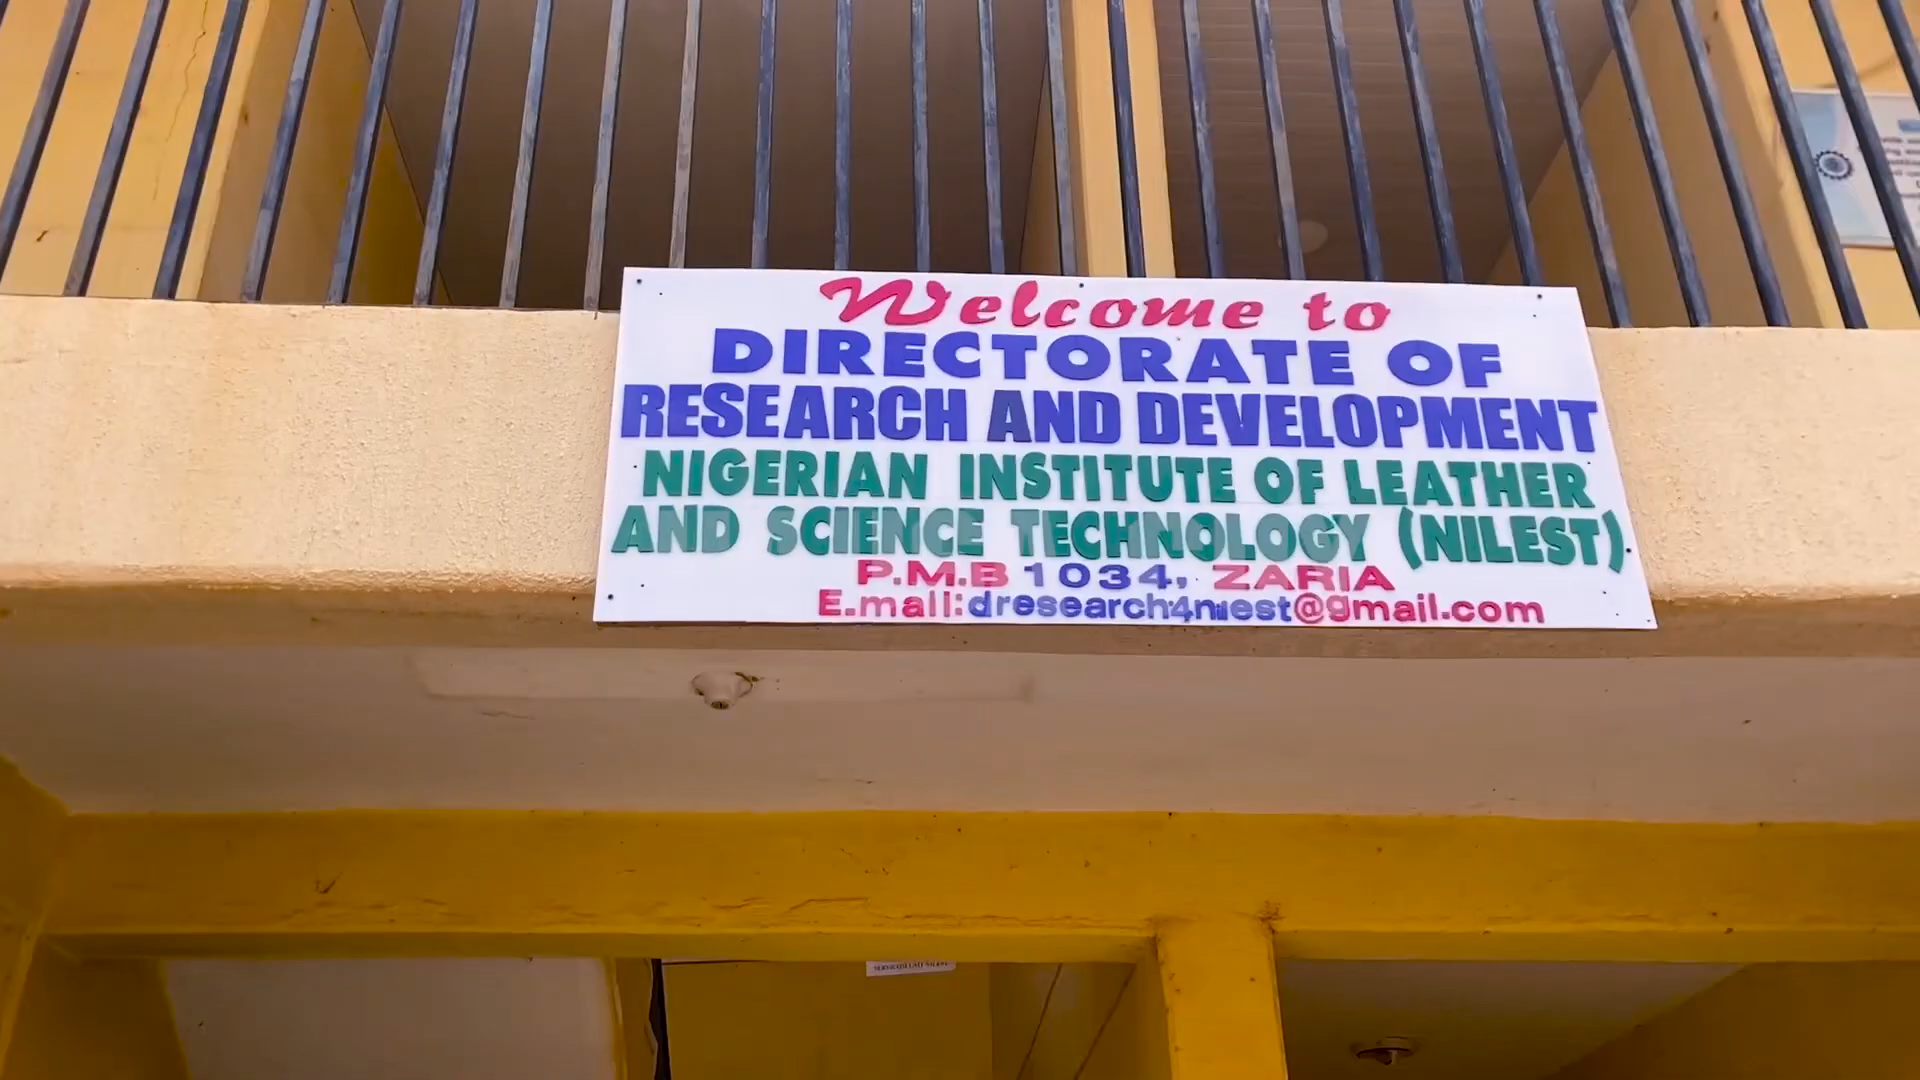 Welcome to
DIRECTORATE OF
RESEARCH AND DEVELOPMENT
NIGERIAN INSTITUTE OF LEATHER
AND SCIENCE TECHNOLOGY (NILEST)
P.M.B 1034, ZARIA
E.mail:dresearch4nilest@gmail.com